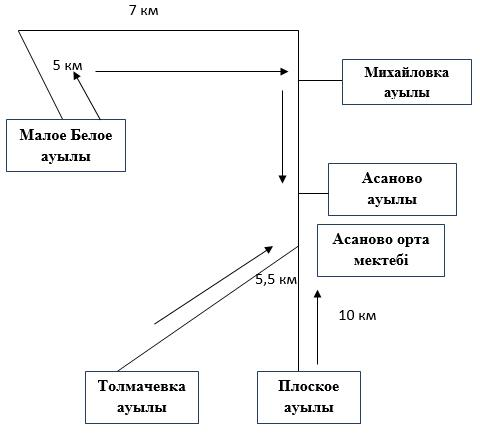 7 км
5 км
Михайловка
ауылы
Малое Белое
ауылы
Асаново
ауылы
Асаново орта
мектебі
5,5 км
10 км
Толмачевка
ауылы
Плоское
ауылы